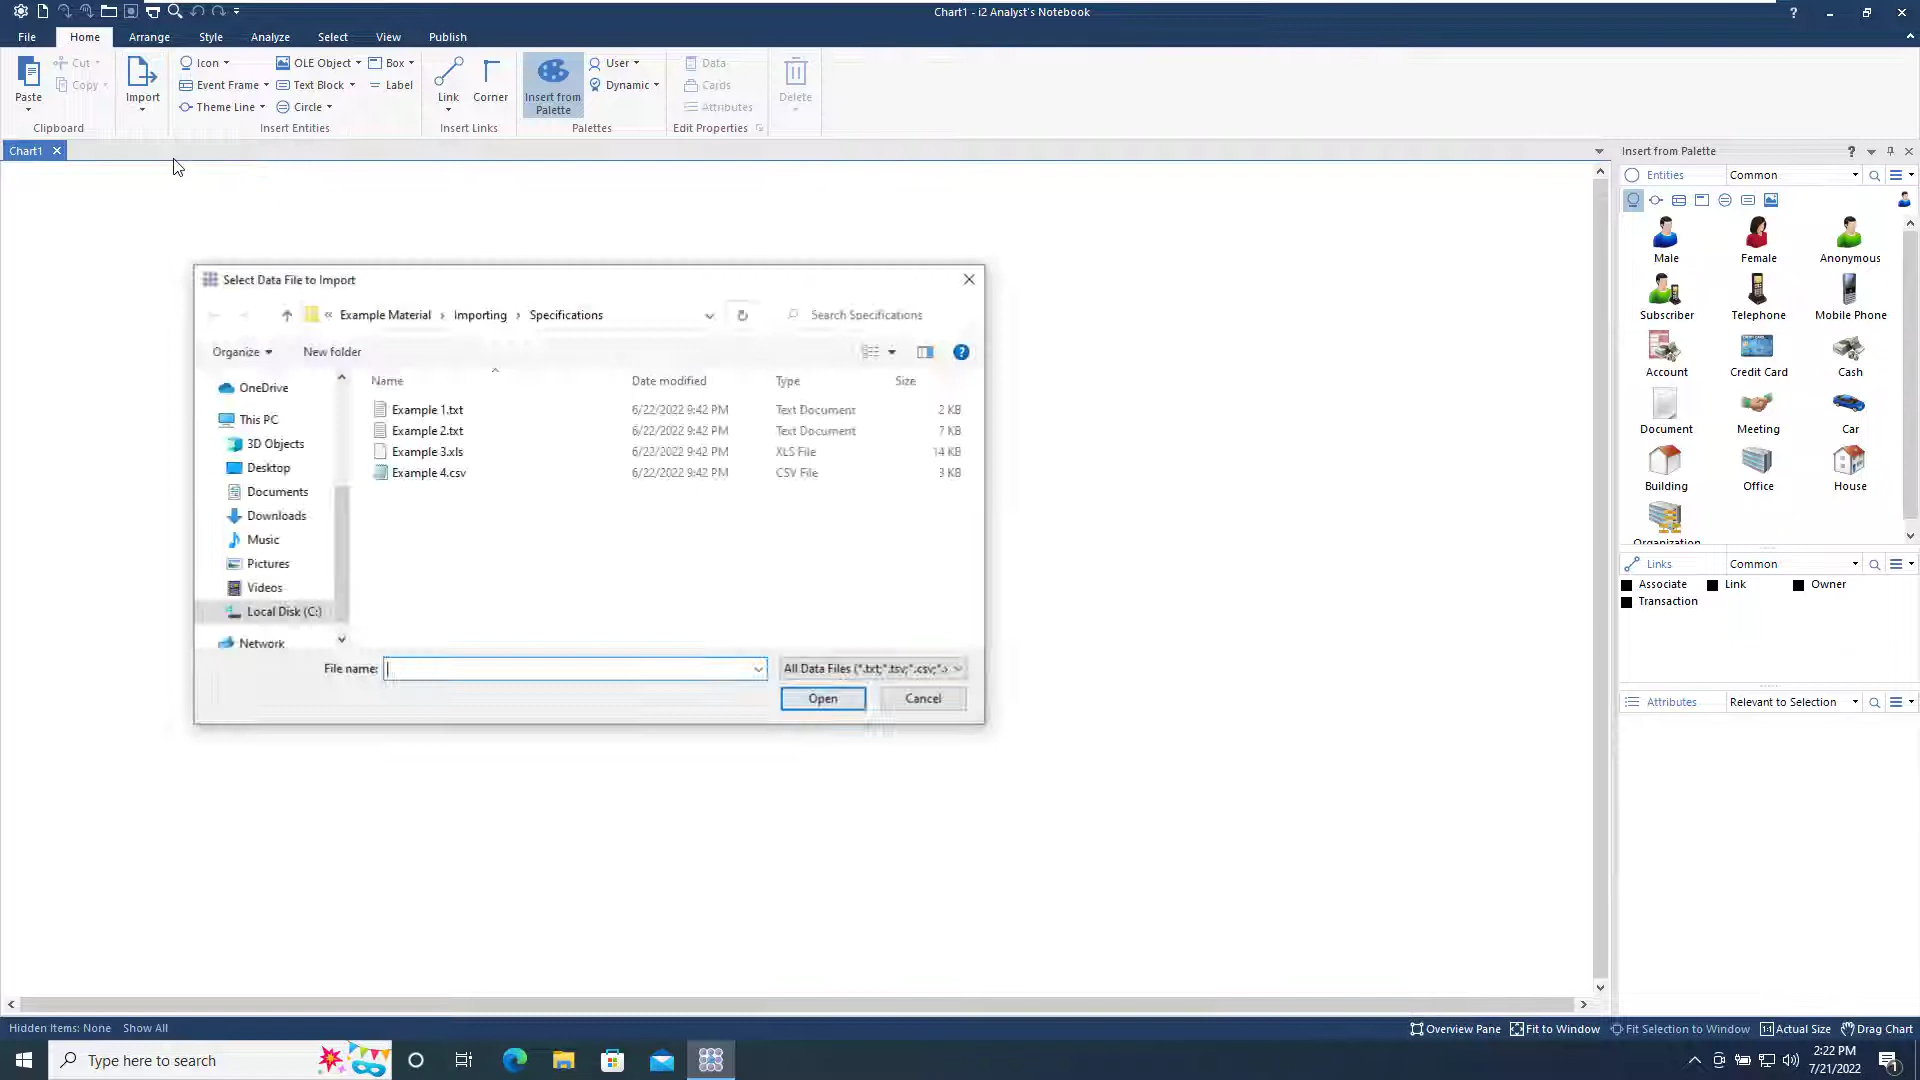 Chart1 - i2 Analyst's Notebook
File Home Arrange Style Analyze Select View Publish
Paste Cut Copy Clipboard
Import
Icon OLE Object Box
Event Frame Text Block Label
Theme Line Circle
Insert Entities
Link Corner
Insert Links
Insert from Palette
User
Dynamic
Palettes
Data
Cards
Attributes
Edit Properties
Delete
Chart1
Insert from Palette
Entities Common
Male Female Anonymous
Subscriber Telephone Mobile Phone
Account Credit Card Cash
Document Meeting Car
Building Office House
Organization
Links Common
Associate Link Owner
Transaction
Attributes Relevant to Selection
Select Data File to Import
« Example Material › Importing › Specifications
Search Specifications
Organize New folder
OneDrive
This PC
3D Objects
Desktop
Documents
Downloads
Music
Pictures
Videos
Local Disk (C:)
Network
Name Date modified Type Size
Example 1.txt 6/22/2022 9:42 PM Text Document 2 KB
Example 2.txt 6/22/2022 9:42 PM Text Document 7 KB
Example 3.xls 6/22/2022 9:42 PM XLS File 14 KB
Example 4.csv 6/22/2022 9:42 PM CSV File 3 KB
File name: All Data Files (*.txt;*.tsv;*.csv;*.x
Open Cancel
Hidden Items: None Show All
Overview Pane Fit to Window Fit Selection to Window Actual Size Drag Chart
Type here to search
2:22 PM
7/21/2022
1